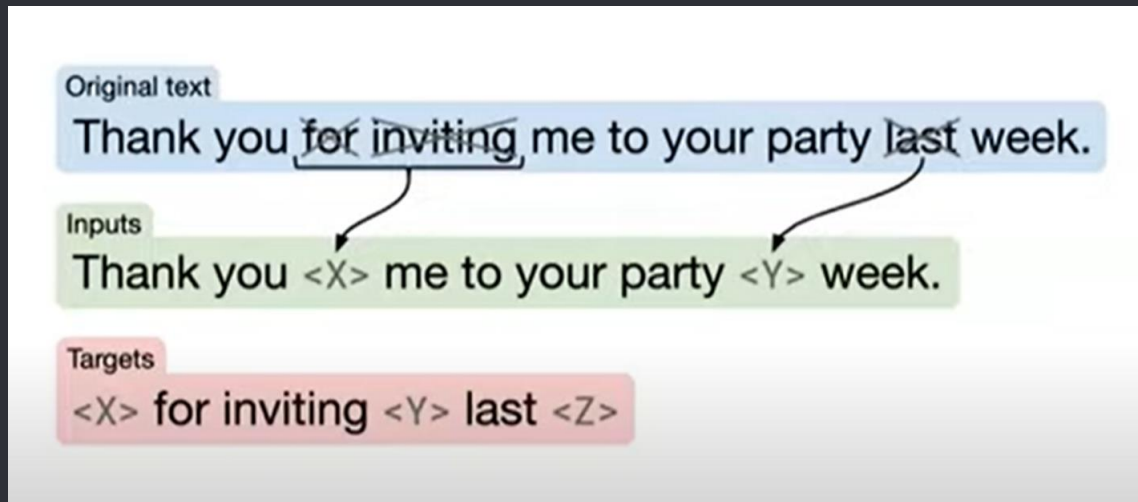 Original text
Thank you for inviting me to your party last week.
Inputs
Thank you <X> me to your party <Y> week.
Targets
<X> for inviting <Y> last <Z>